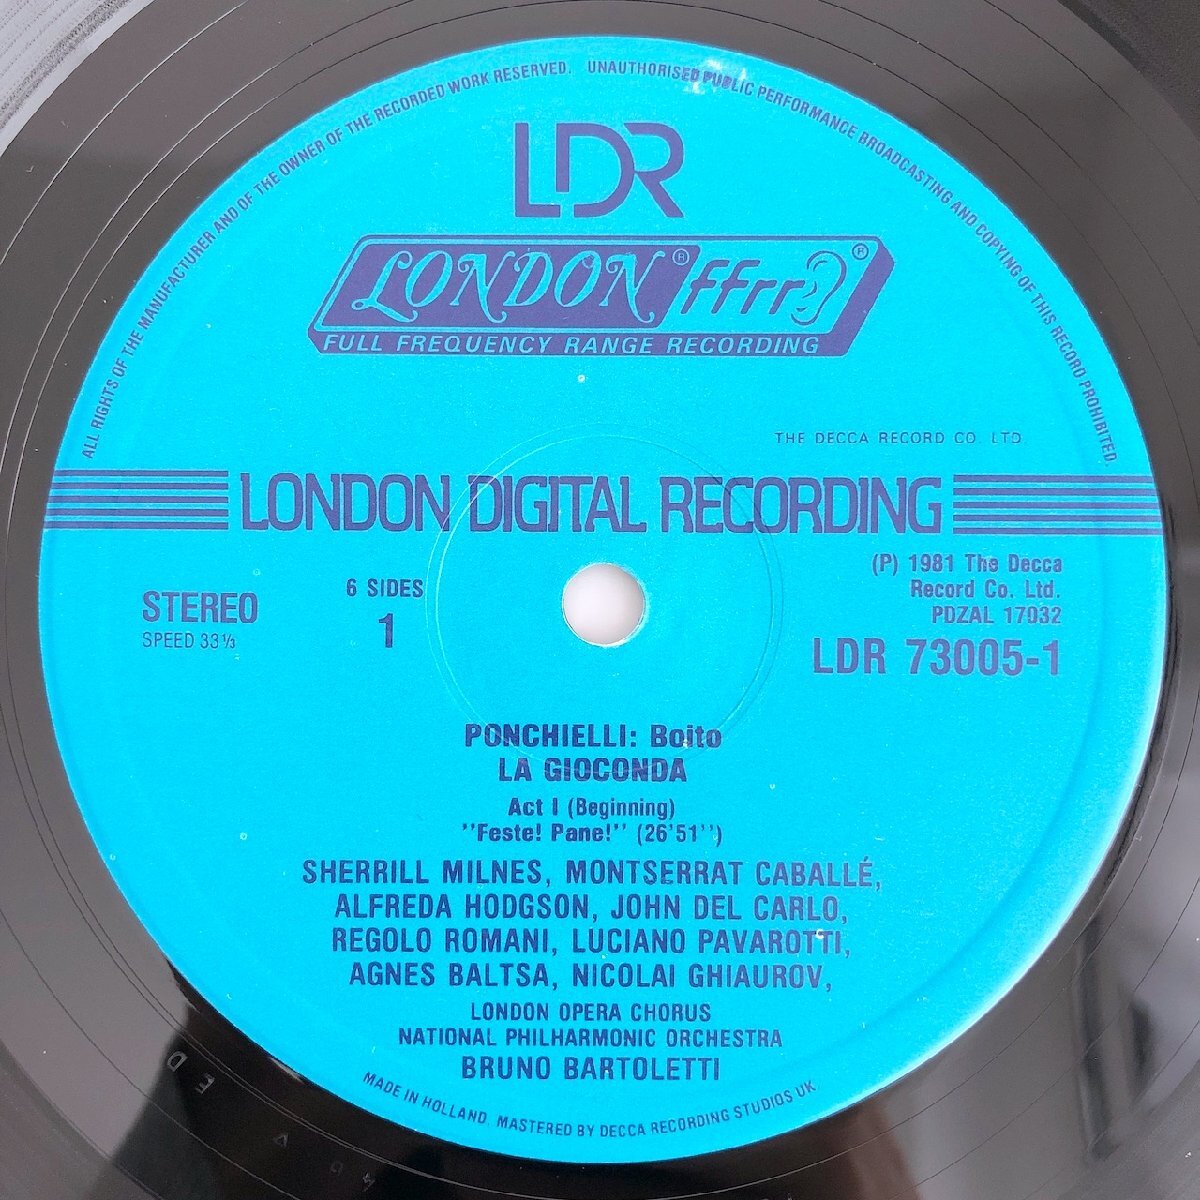 ALL RIGHTS OF THE MANUFACTURER AND OF THE OWNER OF THE RECORDED WORK RESERVED. UNAUTHORISED PUBLIC PERFORMANCE BROADCASTING AND COPYING OF THIS RECORD PROHIBITED.
LDR
LONDON® ffrr®
FULL FREQUENCY RANGE RECORDING
THE DECCA RECORD CO. LTD.
LONDON DIGITAL RECORDING
(P) 1981 The Decca
Record Co. Ltd.
PDZAL 17032
LDR 73005-1
STEREO
SPEED 33⅓
6 SIDES
1
PONCHIELLI: Boito
LA GIOCONDA
Act I (Beginning)
"Feste! Pane!" (26'51")
SHERRILL MILNES, MONTSERRAT CABALLÉ,
ALFREDA HODGSON, JOHN DEL CARLO,
REGOLO ROMANI, LUCIANO PAVAROTTI,
AGNES BALTSA, NICOLAI GHIAUROV,
LONDON OPERA CHORUS
NATIONAL PHILHARMONIC ORCHESTRA
BRUNO BARTOLETTI
MADE IN HOLLAND. MASTERED BY DECCA RECORDING STUDIOS UK